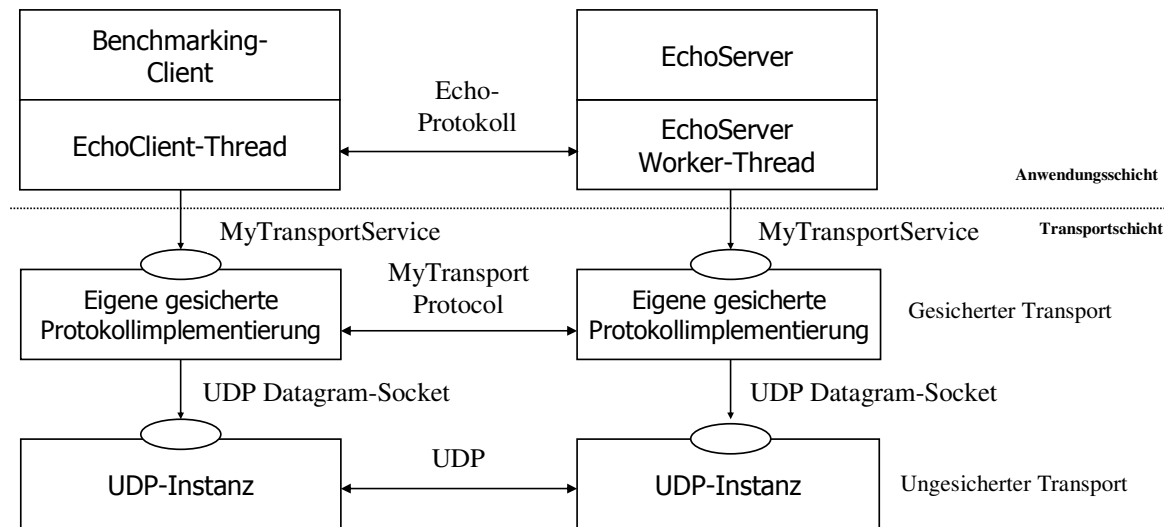 Benchmarking-
Client
EchoServer
Echo-
Protokoll
EchoClient-Thread
EchoServer
Worker-Thread
Anwendungsschicht
MyTransportService
MyTransportService
Transportschicht
MyTransport
Protocol
Eigene gesicherte
Protokollimplementierung
Eigene gesicherte
Protokollimplementierung
Gesicherter Transport
UDP Datagram-Socket
UDP Datagram-Socket
UDP
UDP-Instanz
UDP-Instanz
Ungesicherter Transport